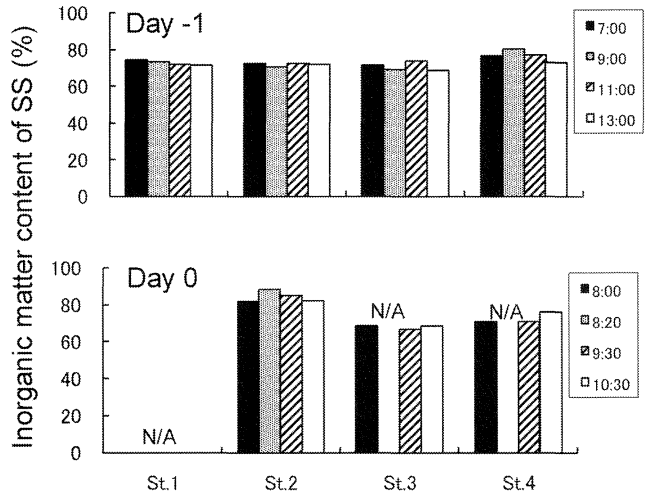 Inorganic matter content of SS (%)
Day -1
100
80
60
40
20
0
7:00
9:00
11:00
13:00
Day 0
100
80
60
40
20
0
N/A
N/A
N/A
8:00
8:20
9:30
10:30
St.1
St.2
St.3
St.4